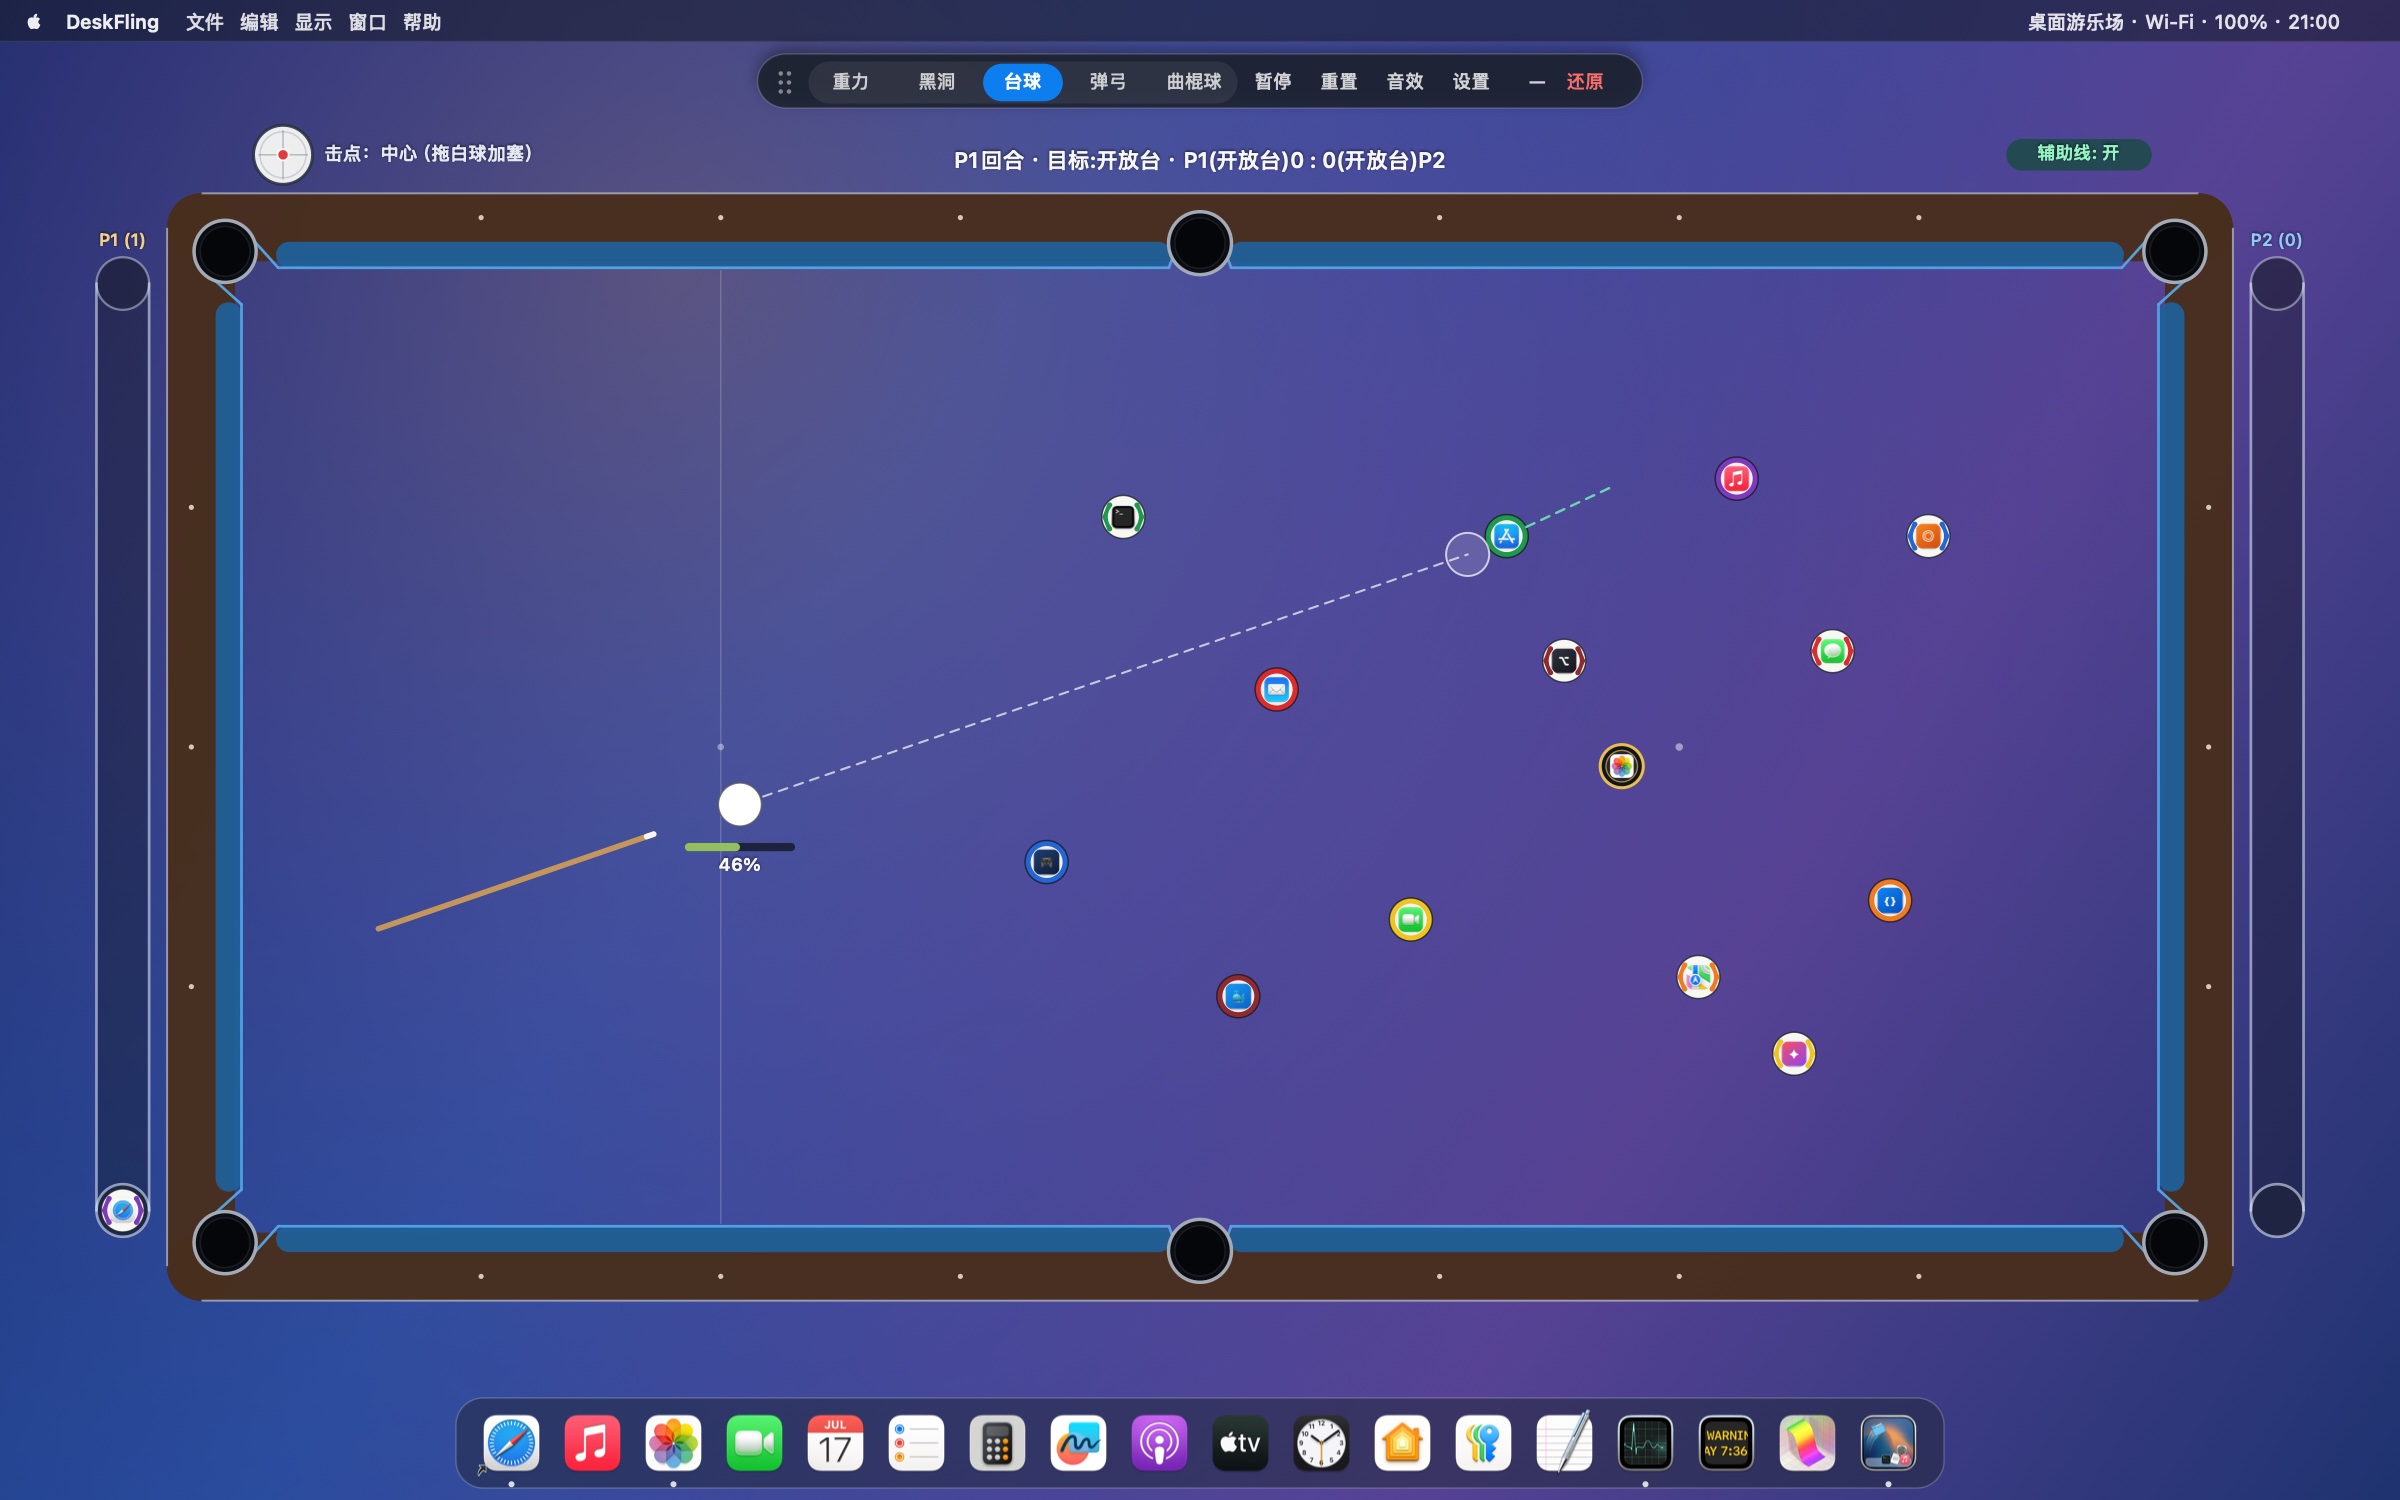 DeskFling 文件 编辑 显示 窗口 帮助
桌面游乐场 · Wi-Fi · 100% · 21:00
重力 黑洞 台球 弹弓 曲棍球 暂停 重置 音效 设置 — 还原
击点：中心（拖白球加塞）
P1回合 · 目标:开放台 · P1(开放台)0 : 0(开放台)P2
辅助线: 开
P1 (1)
P2 (0)
46%
JUL
17
tv
WARNIN
AY 7:36